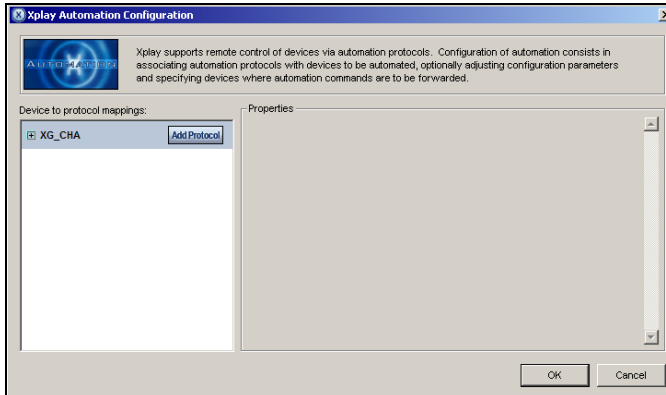 Xplay Automation Configuration
AUTOMATION
Xplay supports remote control of devices via automation protocols. Configuration of automation consists in
associating automation protocols with devices to be automated, optionally adjusting configuration parameters
and specifying devices where automation commands are to be forwarded.
Device to protocol mappings:
Properties
XG_CHA
Add Protocol
OK
Cancel